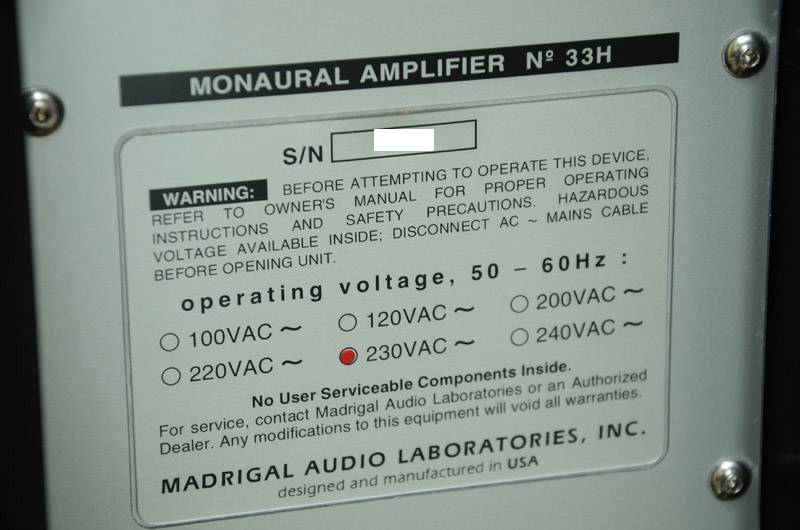 MONAURAL AMPLIFIER Nº 33H
S/N
WARNING: BEFORE ATTEMPTING TO OPERATE THIS DEVICE,
REFER TO OWNER'S MANUAL FOR PROPER OPERATING
INSTRUCTIONS AND SAFETY PRECAUTIONS. HAZARDOUS
VOLTAGE AVAILABLE INSIDE; DISCONNECT AC ~ MAINS CABLE
BEFORE OPENING UNIT.
operating voltage, 50 – 60Hz :
100VAC ~ 120VAC ~ 200VAC ~
220VAC ~ 230VAC ~ 240VAC ~
No User Serviceable Components Inside.
For service, contact Madrigal Audio Laboratories or an Authorized
Dealer. Any modifications to this equipment will void all warranties.
MADRIGAL AUDIO LABORATORIES, INC.
designed and manufactured in USA